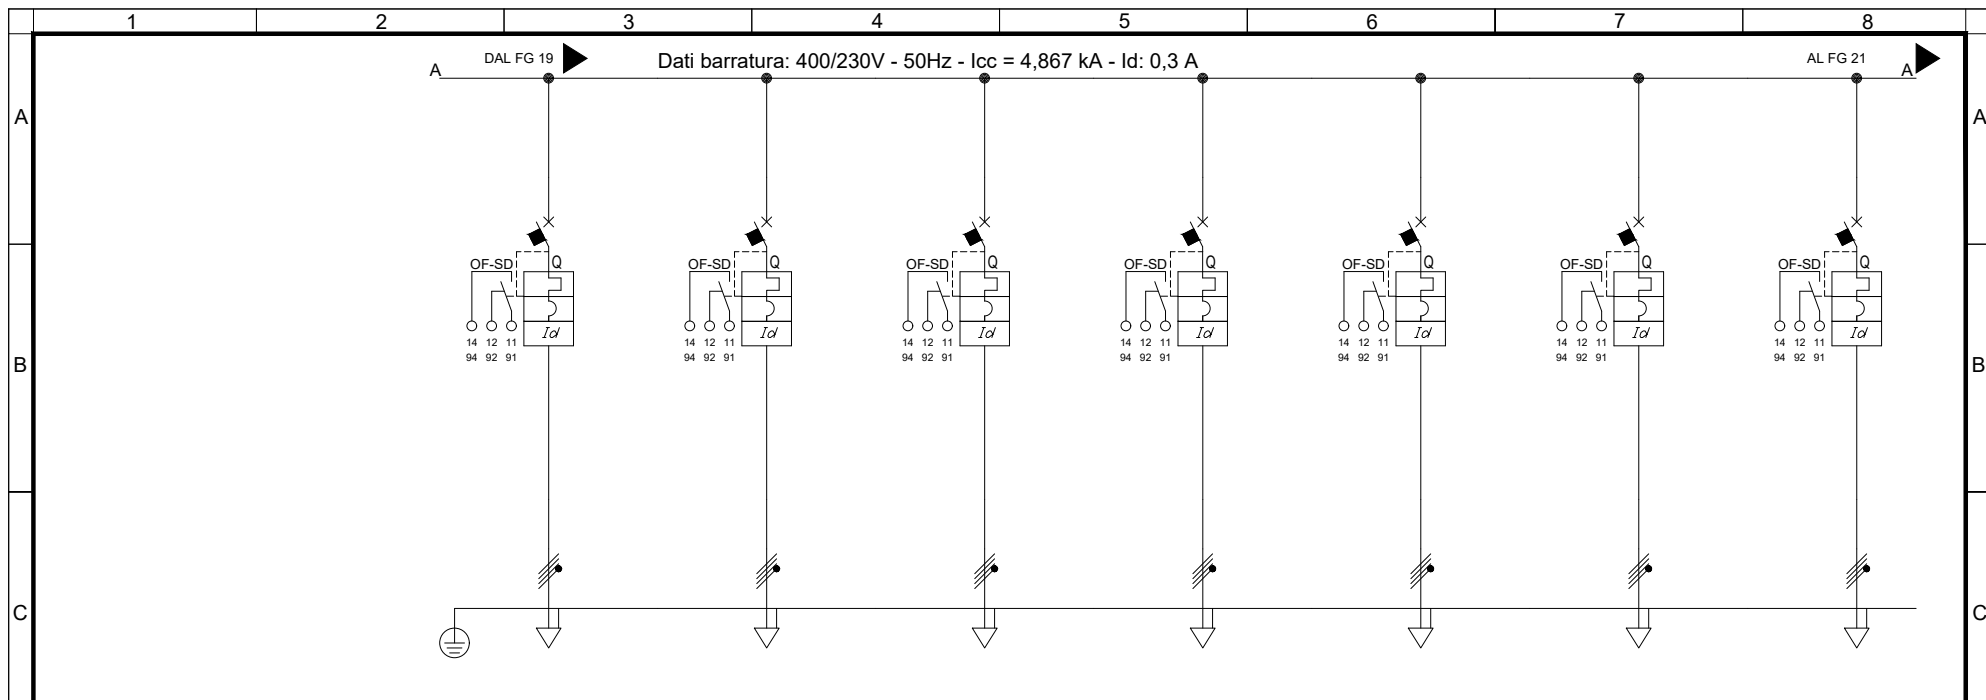 1 2 3 4 5 6 7 8
DAL FG 19 Dati barratura: 400/230V - 50Hz - Icc = 4,867 kA - Id: 0,3 A AL FG 21
A A
A A
OF-SD Q OF-SD Q OF-SD Q OF-SD Q OF-SD Q OF-SD Q OF-SD Q
Id Id Id Id Id Id Id
14 12 11 14 12 11 14 12 11 14 12 11 14 12 11 14 12 11 14 12 11
94 92 91 94 92 91 94 92 91 94 92 91 94 92 91 94 92 91 94 92 91
B B
C C